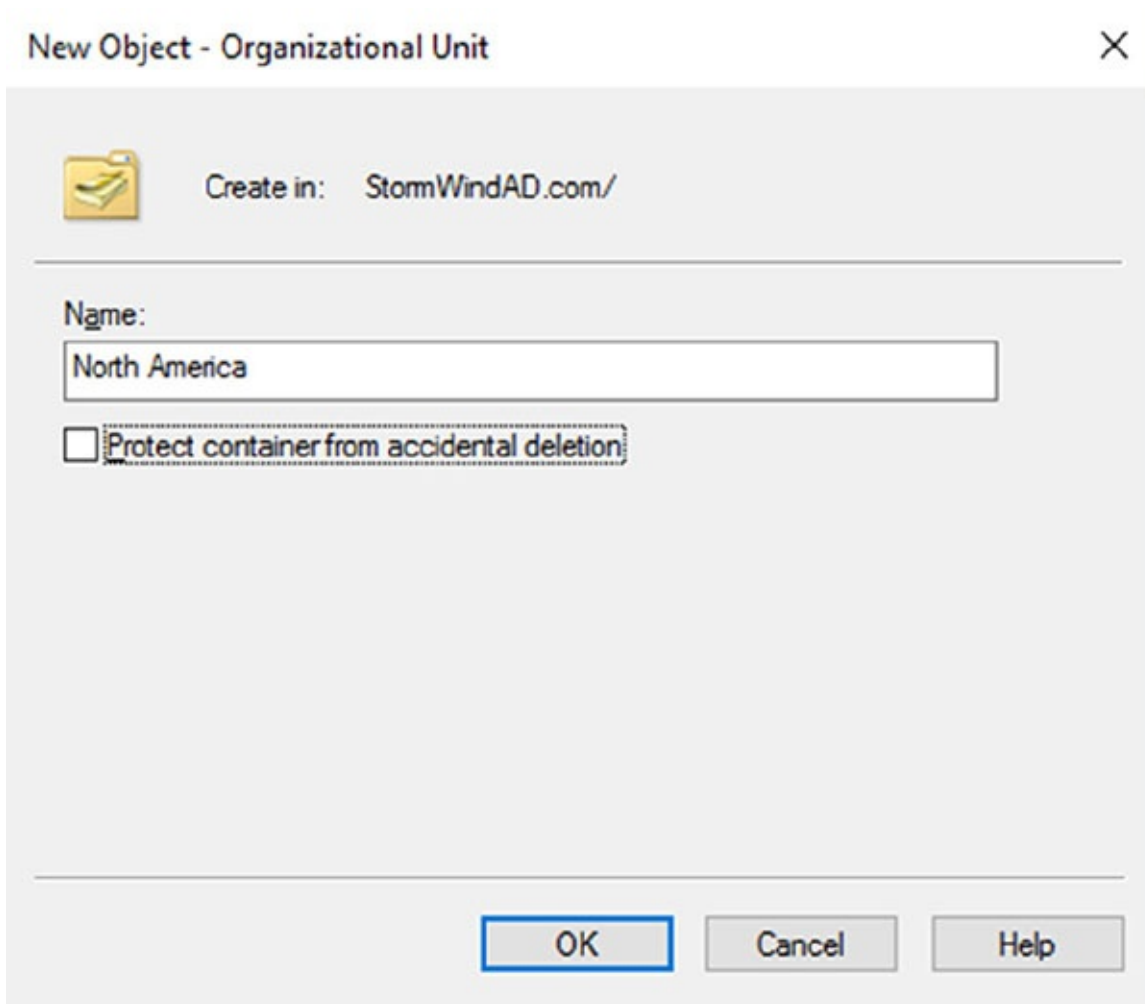 New Object - Organizational Unit
Create in: StormWindAD.com/
Name:
North America
Protect container from accidental deletion
OK Cancel Help